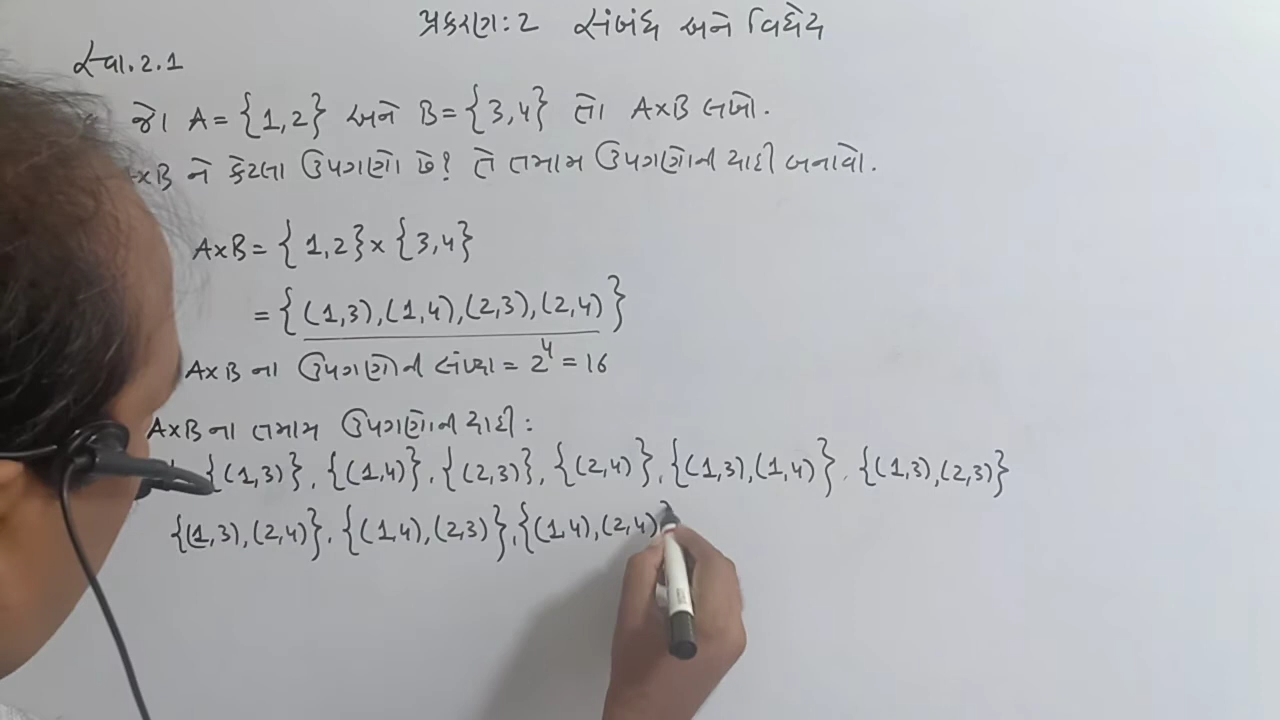 પ્રકરણ: 2 સંબંધ અને વિધેય
સ્વા. 2.1
જો A = {1,2} અને B = {3,4} તો A×B લખો.
×B ને કેટલા ઉપગણો છે? તે તમામ ઉપગણોની યાદી બનાવો.
A×B = {1,2} × {3,4}
= {(1,3),(1,4),(2,3),(2,4)}
A×B ના ઉપગણોની સંખ્યા = 2⁴ = 16
A×B ના તમામ ઉપગણોની યાદી:
{(1,3)}, {(1,4)}, {(2,3)}, {(2,4)}, {(1,3),(1,4)}, {(1,3),(2,3)}
{(1,3),(2,4)}, {(1,4),(2,3)}, {(1,4),(2,4)}